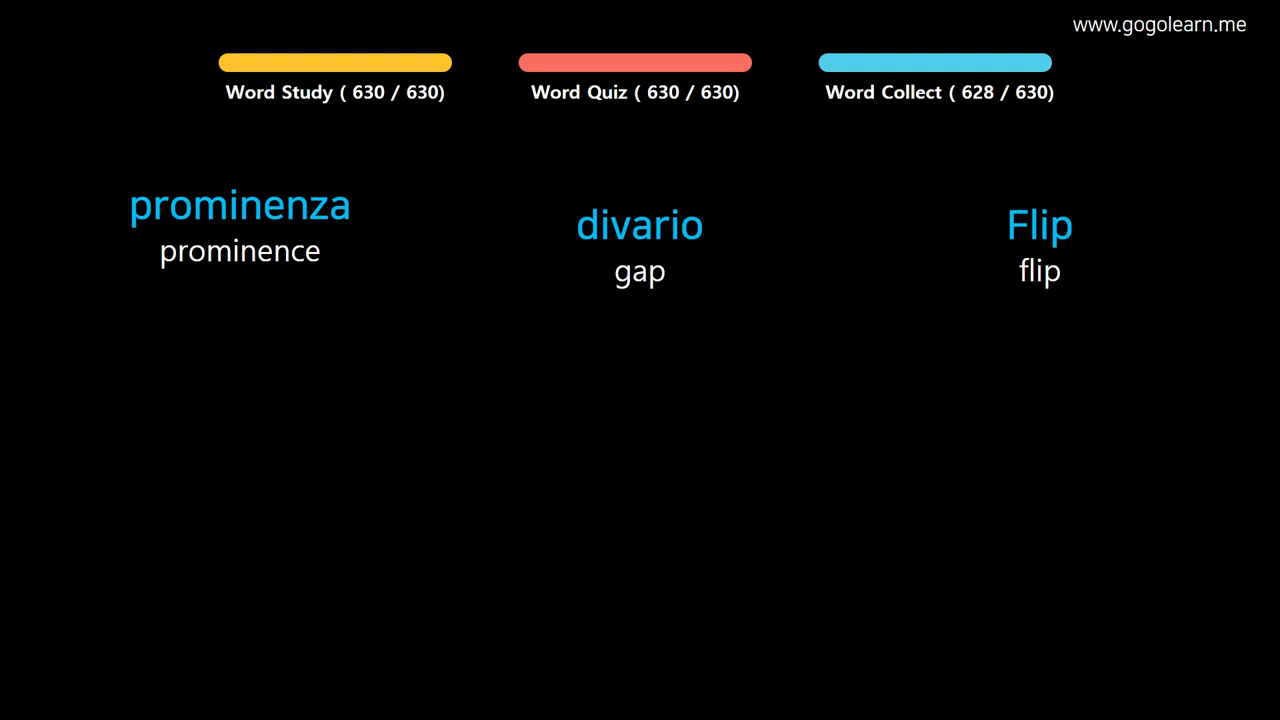 www.gogolearn.me
Word Study ( 630 / 630)
Word Quiz ( 630 / 630)
Word Collect ( 628 / 630)
prominenza
prominence
divario
gap
Flip
flip